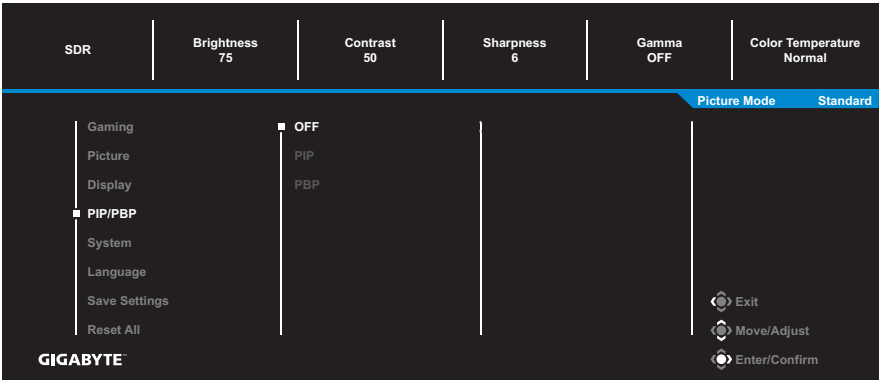 SDR
Brightness
75
Contrast
50
Sharpness
6
Gamma
OFF
Color Temperature
Normal
Picture Mode Standard
Gaming
Picture
Display
PIP/PBP
System
Language
Save Settings
Reset All
OFF
PIP
PBP
Exit
Move/Adjust
Enter/Confirm
GIGABYTE™